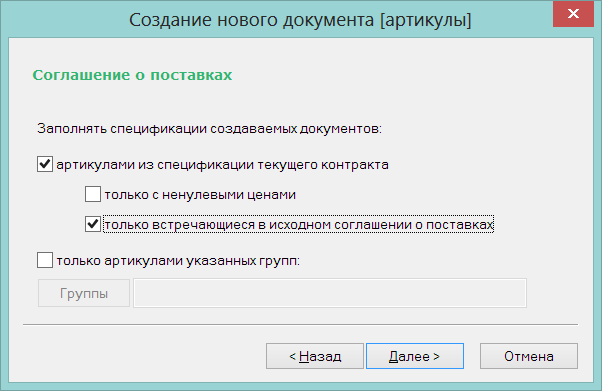 Создание нового документа [артикулы]
Соглашение о поставках
Заполнять спецификации создаваемых документов:
артикулами из спецификации текущего контракта
только с ненулевыми ценами
только встречающиеся в исходном соглашении о поставках
только артикулами указанных групп:
Группы
< Назад Далее > Отмена